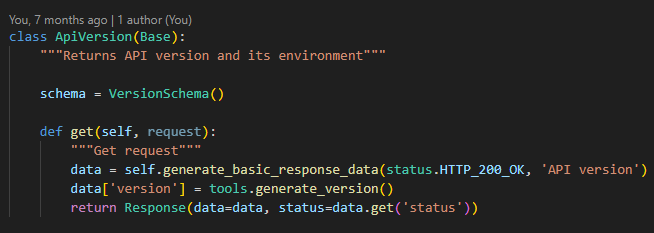 You, 7 months ago | 1 author (You)
class ApiVersion(Base):
    """Returns API version and its environment"""

    schema = VersionSchema()

    def get(self, request):
        """Get request"""
        data = self.generate_basic_response_data(status.HTTP_200_OK, 'API version')
        data['version'] = tools.generate_version()
        return Response(data=data, status=data.get('status'))